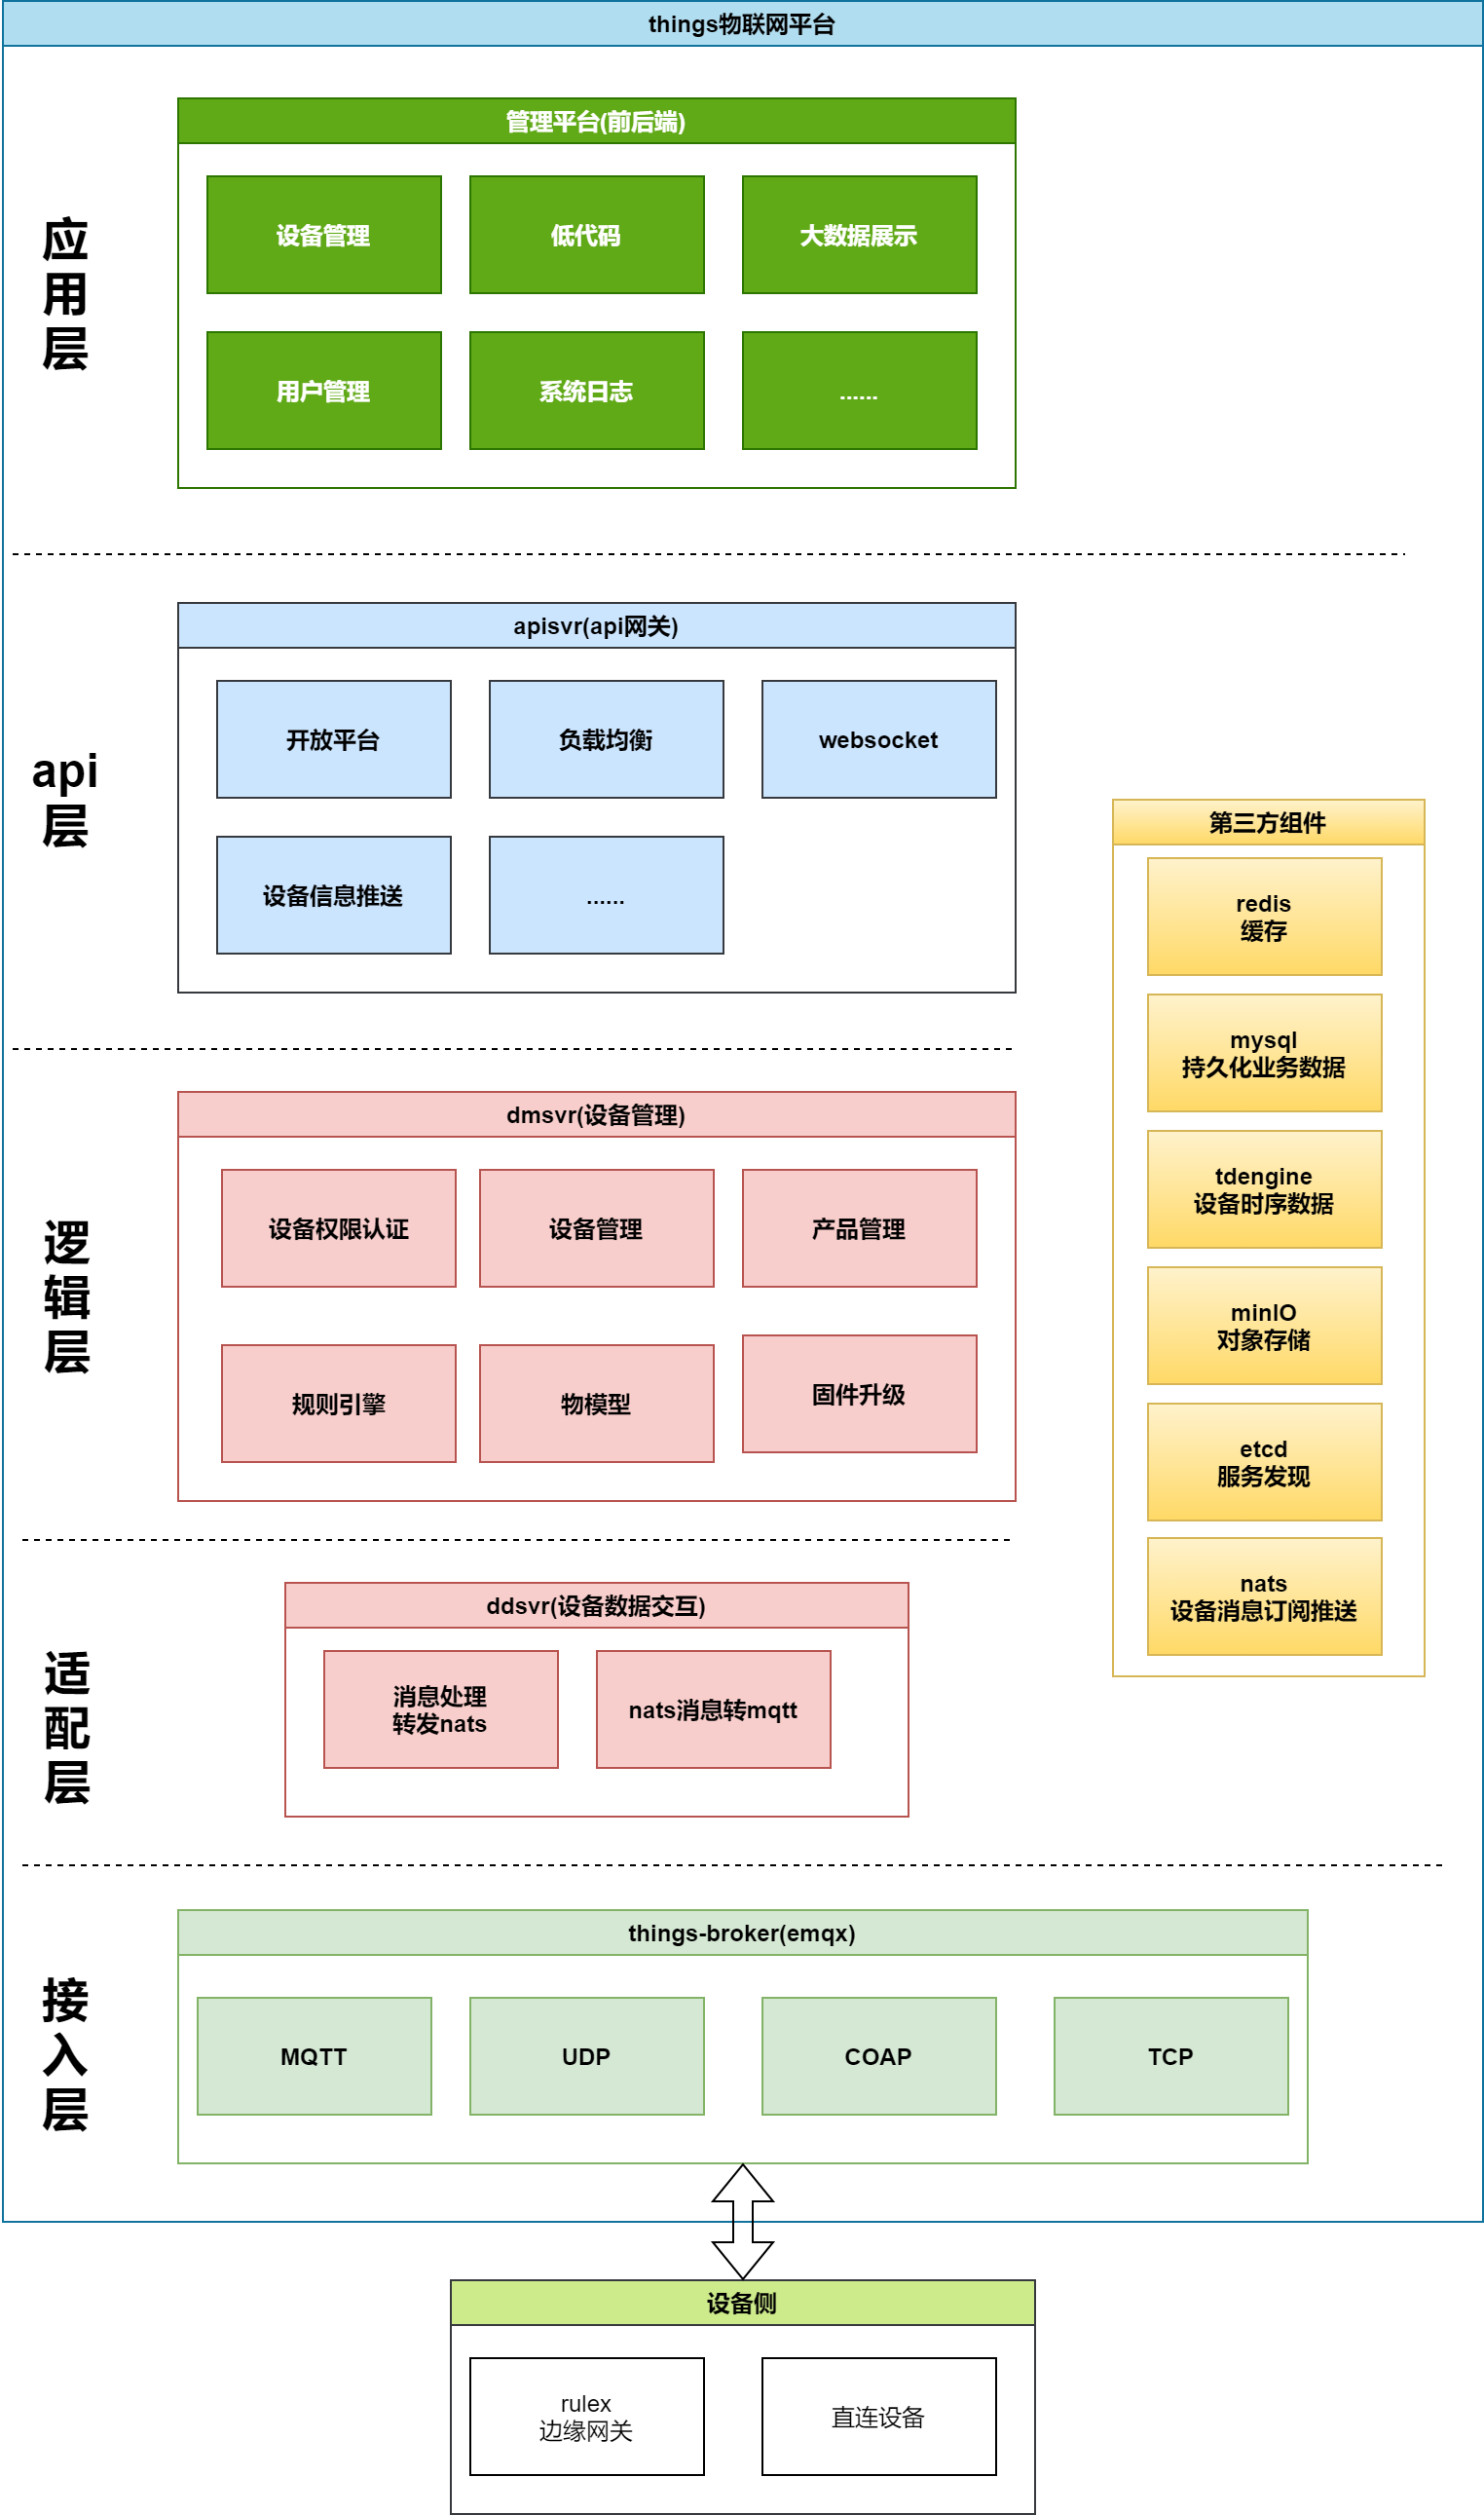 things物联网平台
应
用
层
管理平台(前后端)
设备管理
低代码
大数据展示
用户管理
系统日志
......
api
层
apisvr(api网关)
开放平台
负载均衡
websocket
设备信息推送
......
第三方组件
redis
缓存
mysql
持久化业务数据
tdengine
设备时序数据
minIO
对象存储
etcd
服务发现
nats
设备消息订阅推送
逻
辑
层
dmsvr(设备管理)
设备权限认证
设备管理
产品管理
规则引擎
物模型
固件升级
适
配
层
ddsvr(设备数据交互)
消息处理
转发nats
nats消息转mqtt
接
入
层
things-broker(emqx)
MQTT
UDP
COAP
TCP
设备侧
rulex
边缘网关
直连设备